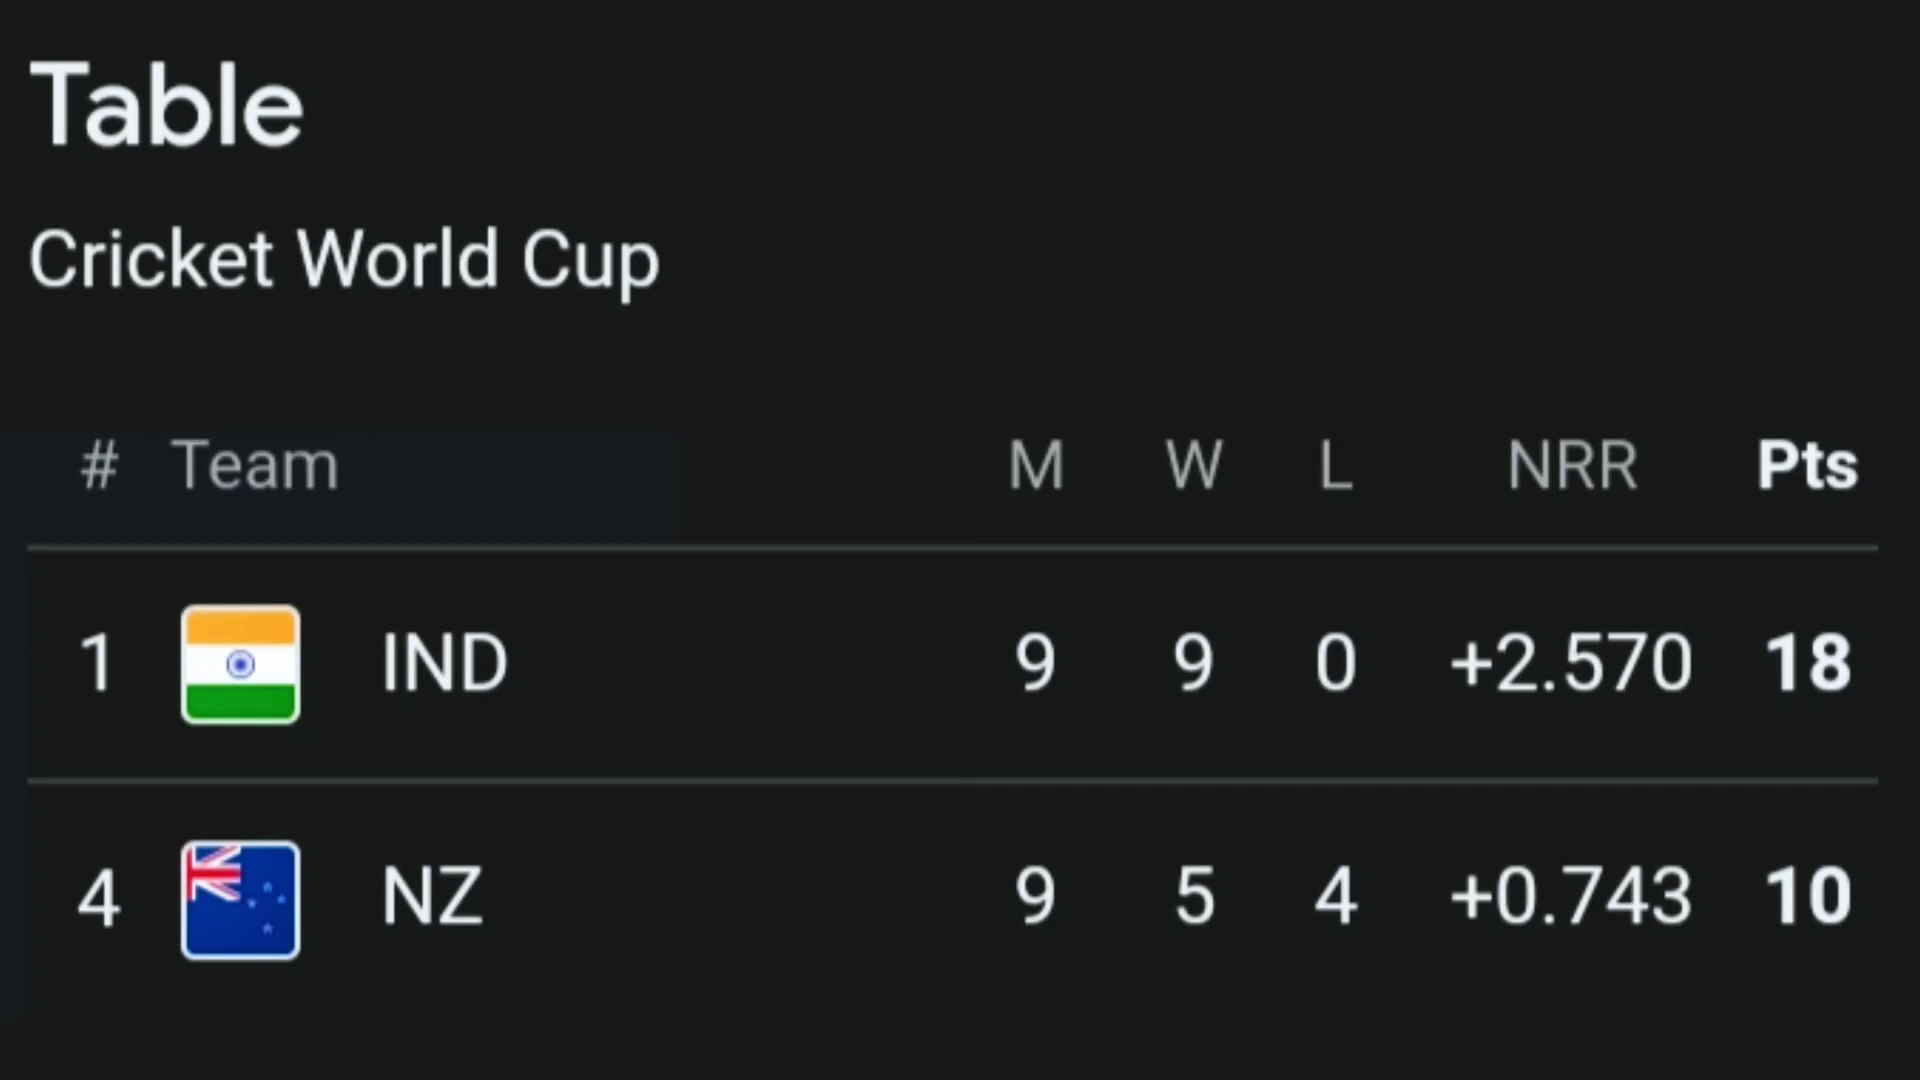 Table
Cricket World Cup
# Team M W L NRR Pts
1 IND 9 9 0 +2.570 18
4 NZ 9 5 4 +0.743 10